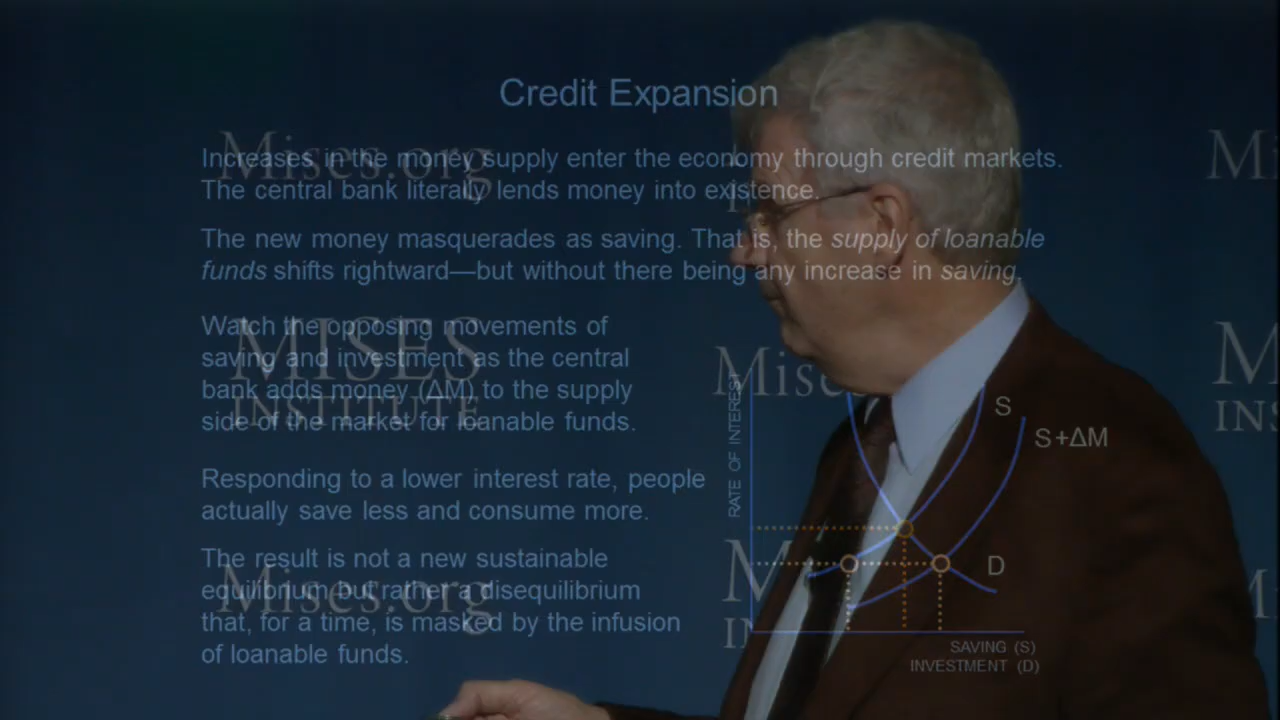 Credit Expansion
Mises.org
Increases in the money supply enter the economy through credit markets.
The central bank literally lends money into existence.
The new money masquerades as saving. That is, the supply of loanable
funds shifts rightward—but without there being any increase in saving.
MISES
INSTITUTE
Watch the opposing movements of
saving and investment as the central
bank adds money (ΔM) to the supply
side of the market for loanable funds.
Responding to a lower interest rate, people
actually save less and consume more.
Mises.org
The result is not a new sustainable
equilibrium but rather a disequilibrium
that, for a time, is masked by the infusion
of loanable funds.
RATE OF INTEREST
S
S+ΔM
D
SAVING (S)
INVESTMENT (D)